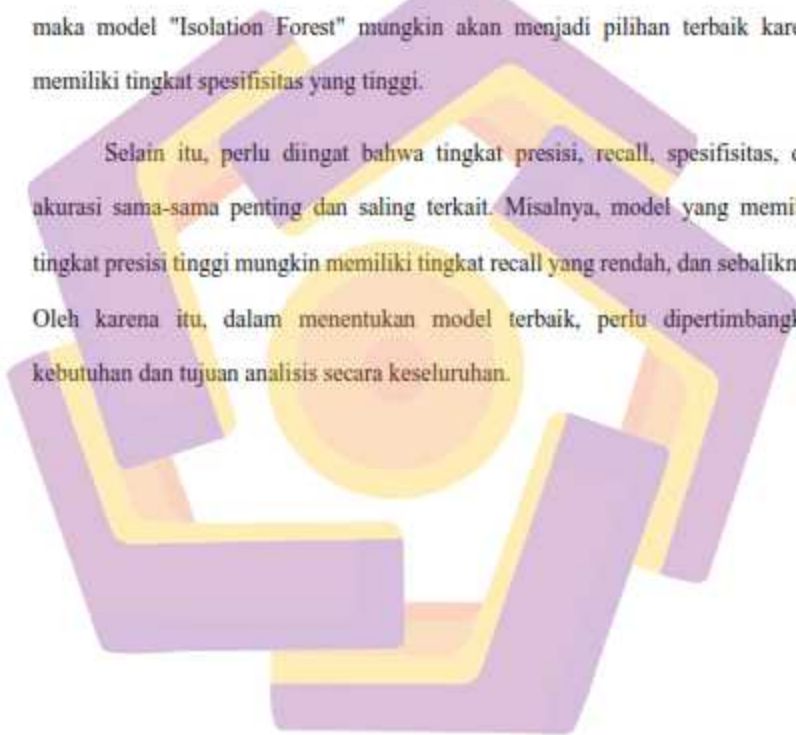 maka model "Isolation Forest" mungkin akan menjadi pilihan terbaik kare
memiliki tingkat spesifisitas yang tinggi.
Selain itu, perlu diingat bahwa tingkat presisi, recall, spesifisitas,
akurasi sama-sama penting dan saling terkait. Misalnya, model yang memil
tingkat presisi tinggi mungkin memiliki tingkat recall yang rendah, dan sebalikn
Oleh karena itu, dalam menentukan model terbaik, perlu dipertimbangk
kebutuhan dan tujuan analisis secara keseluruhan.